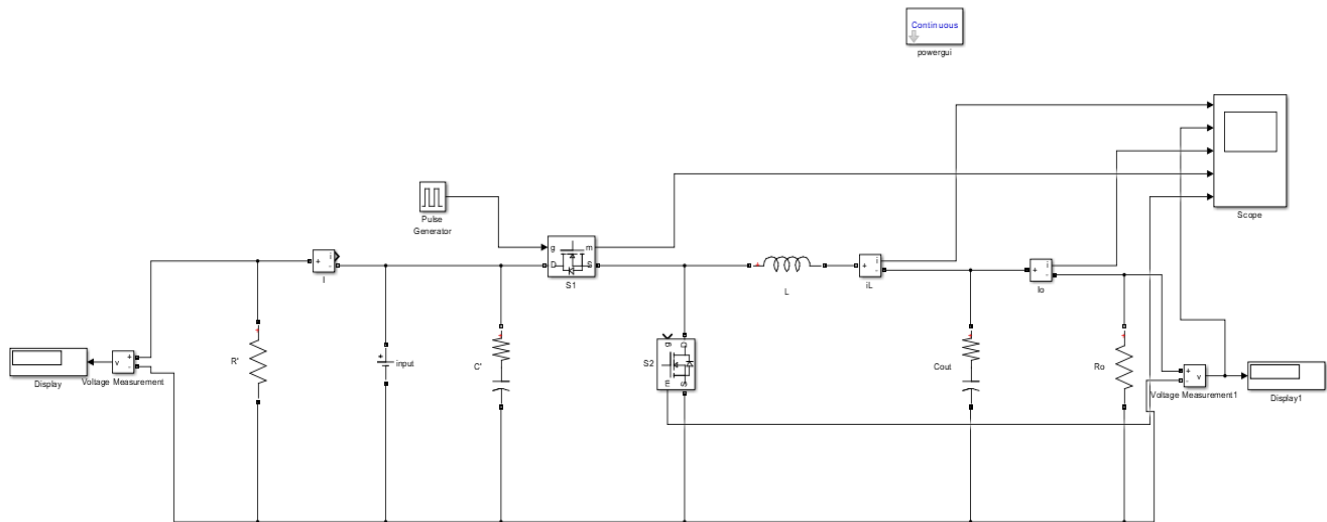 Continuous
powergui
Scope
Pulse
Generator
g
m
D
S
S1
i
+
-
I
L
i
+
-
iL
i
+
-
Io
R'
input
+
C'
S2
g
D
m
S
Cout
Ro
Display
v
+
-
Voltage Measurement
+
-
v
Voltage Measurement1
Display1